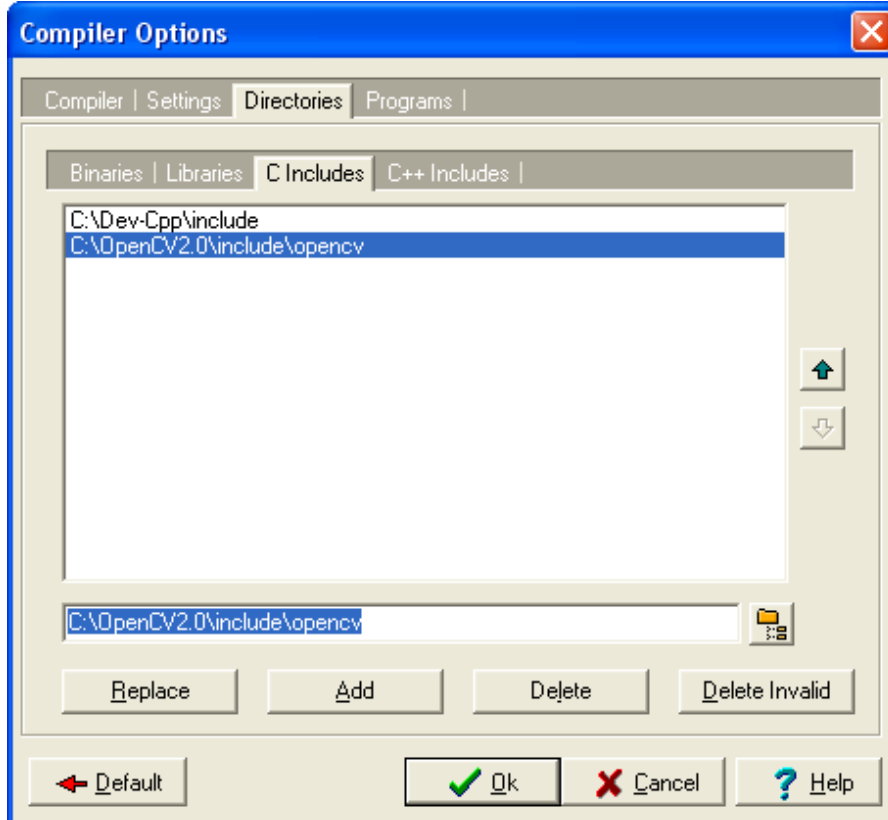 Compiler Options
Compiler | Settings Directories Programs |
Binaries | Libraries C Includes C++ Includes |
C:\Dev-Cpp\include
C:\OpenCV2.0\include\opencv
C:\OpenCV2.0\include\opencv
Replace Add Delete Delete Invalid
Default Ok Cancel ? Help